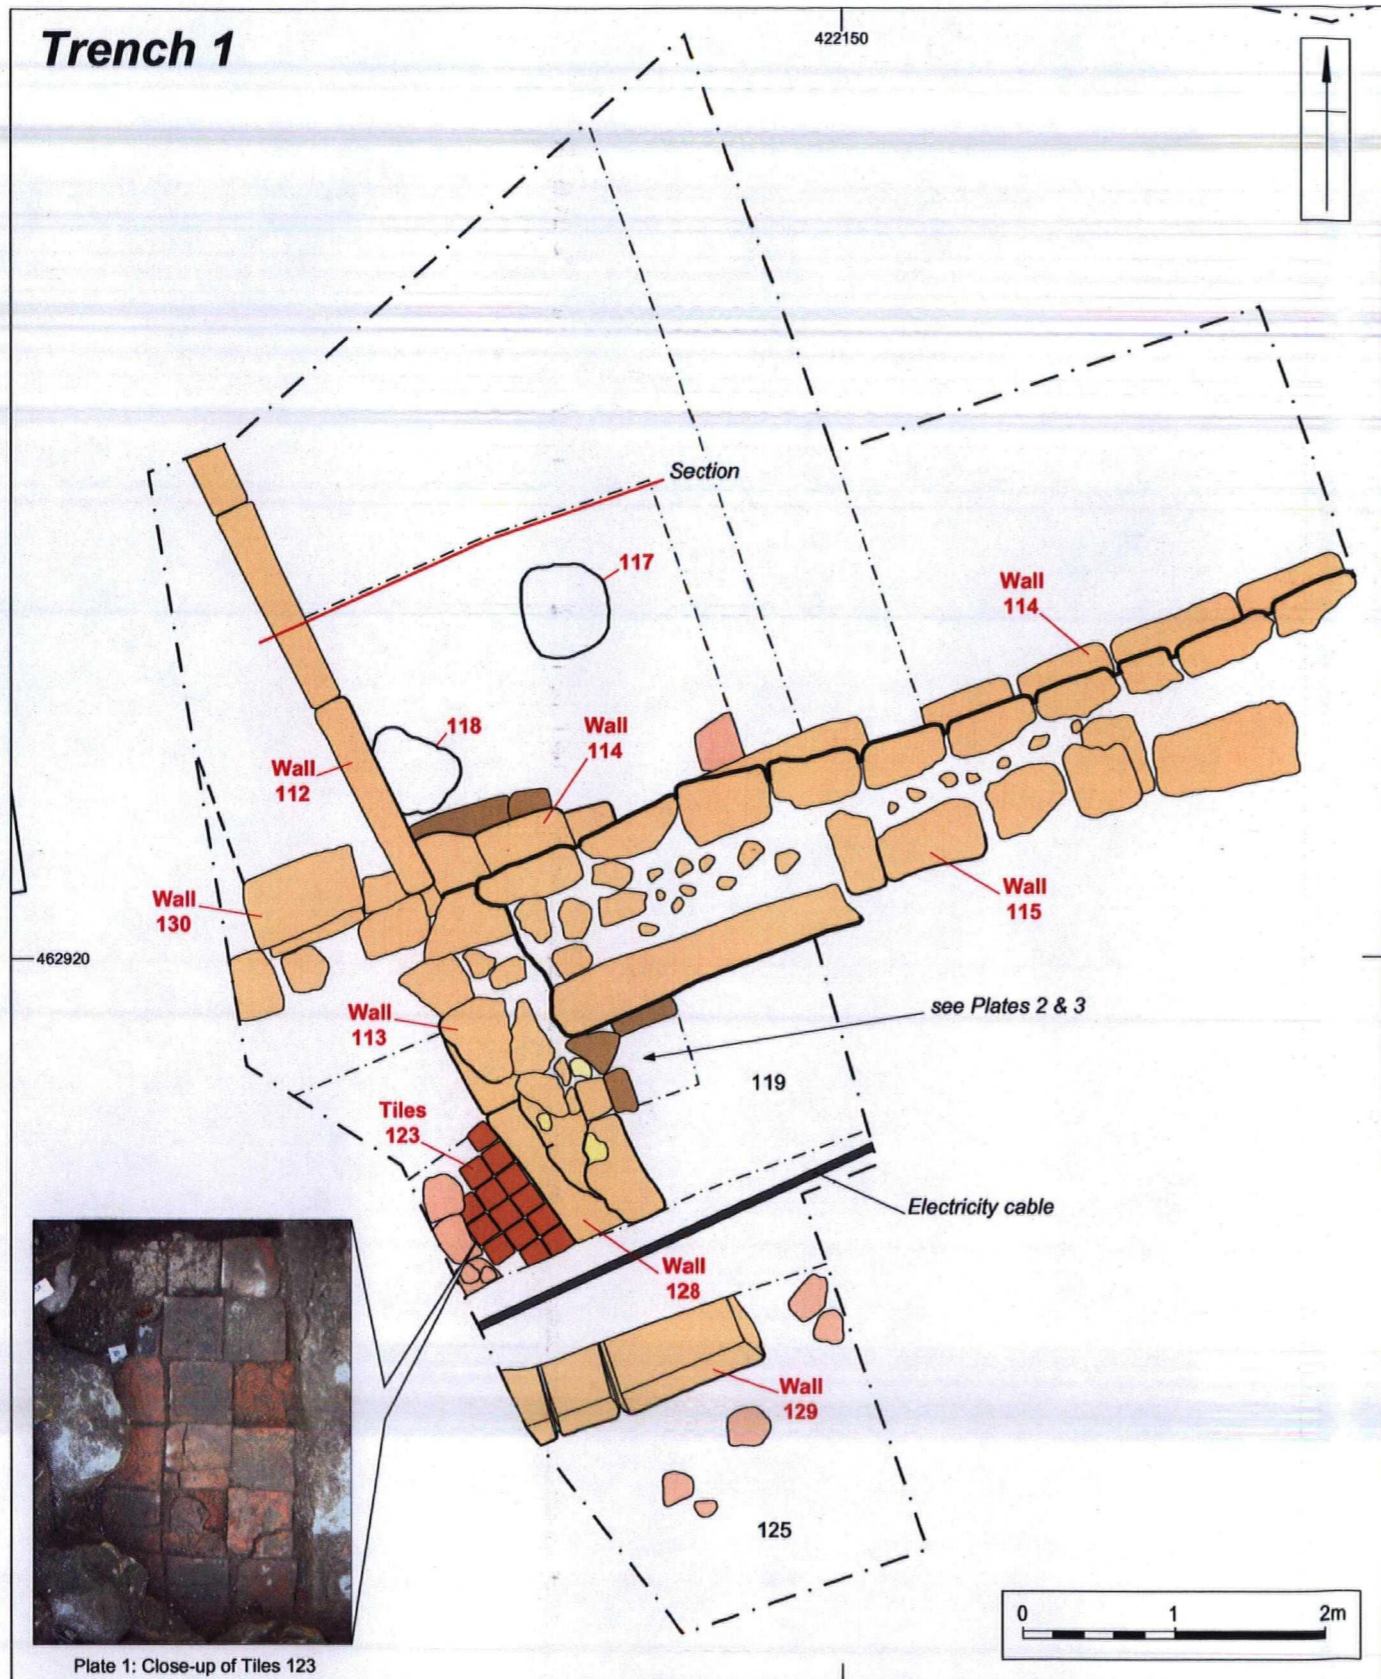 Trench 1
422150
Section
117
Wall
114
118
Wall
114
Wall
112
Wall
130
Wall
115
462920
see Plates 2 & 3
Wall
113
119
Tiles
123
Electricity cable
Wall
128
Wall
129
125
0 1 2m
Plate 1: Close-up of Tiles 123